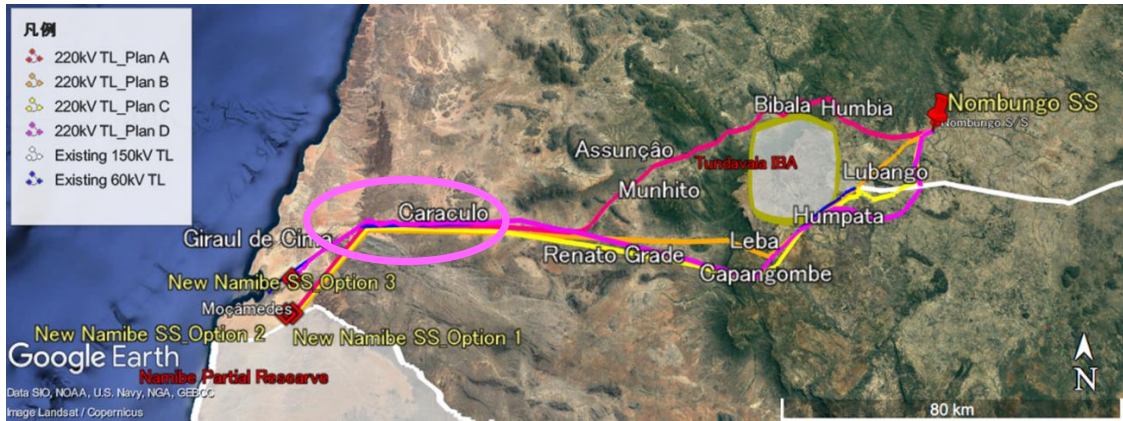 凡例
220kV TL_Plan A
220kV TL_Plan B
220kV TL_Plan C
220kV TL_Plan D
Existing 150kV TL
Existing 60kV TL
Bibala
Humbia
Nombungo SS
Nombungo S/S
Assunçâo
Tundavala IBA
Munhito
Lubango
Caraculo
Humpata
Giraul de Cima
Leba
Renato Grade
Capangombe
New Namibe SS_Option 3
Moçâmedes
New Namibe SS_Option 2
New Namibe SS_Option 1
Google Earth
Namibe Partial Researve
Data SIO, NOAA, U.S. Navy, NGA, GEBCO
Image Landsat / Copernicus
N
80 km